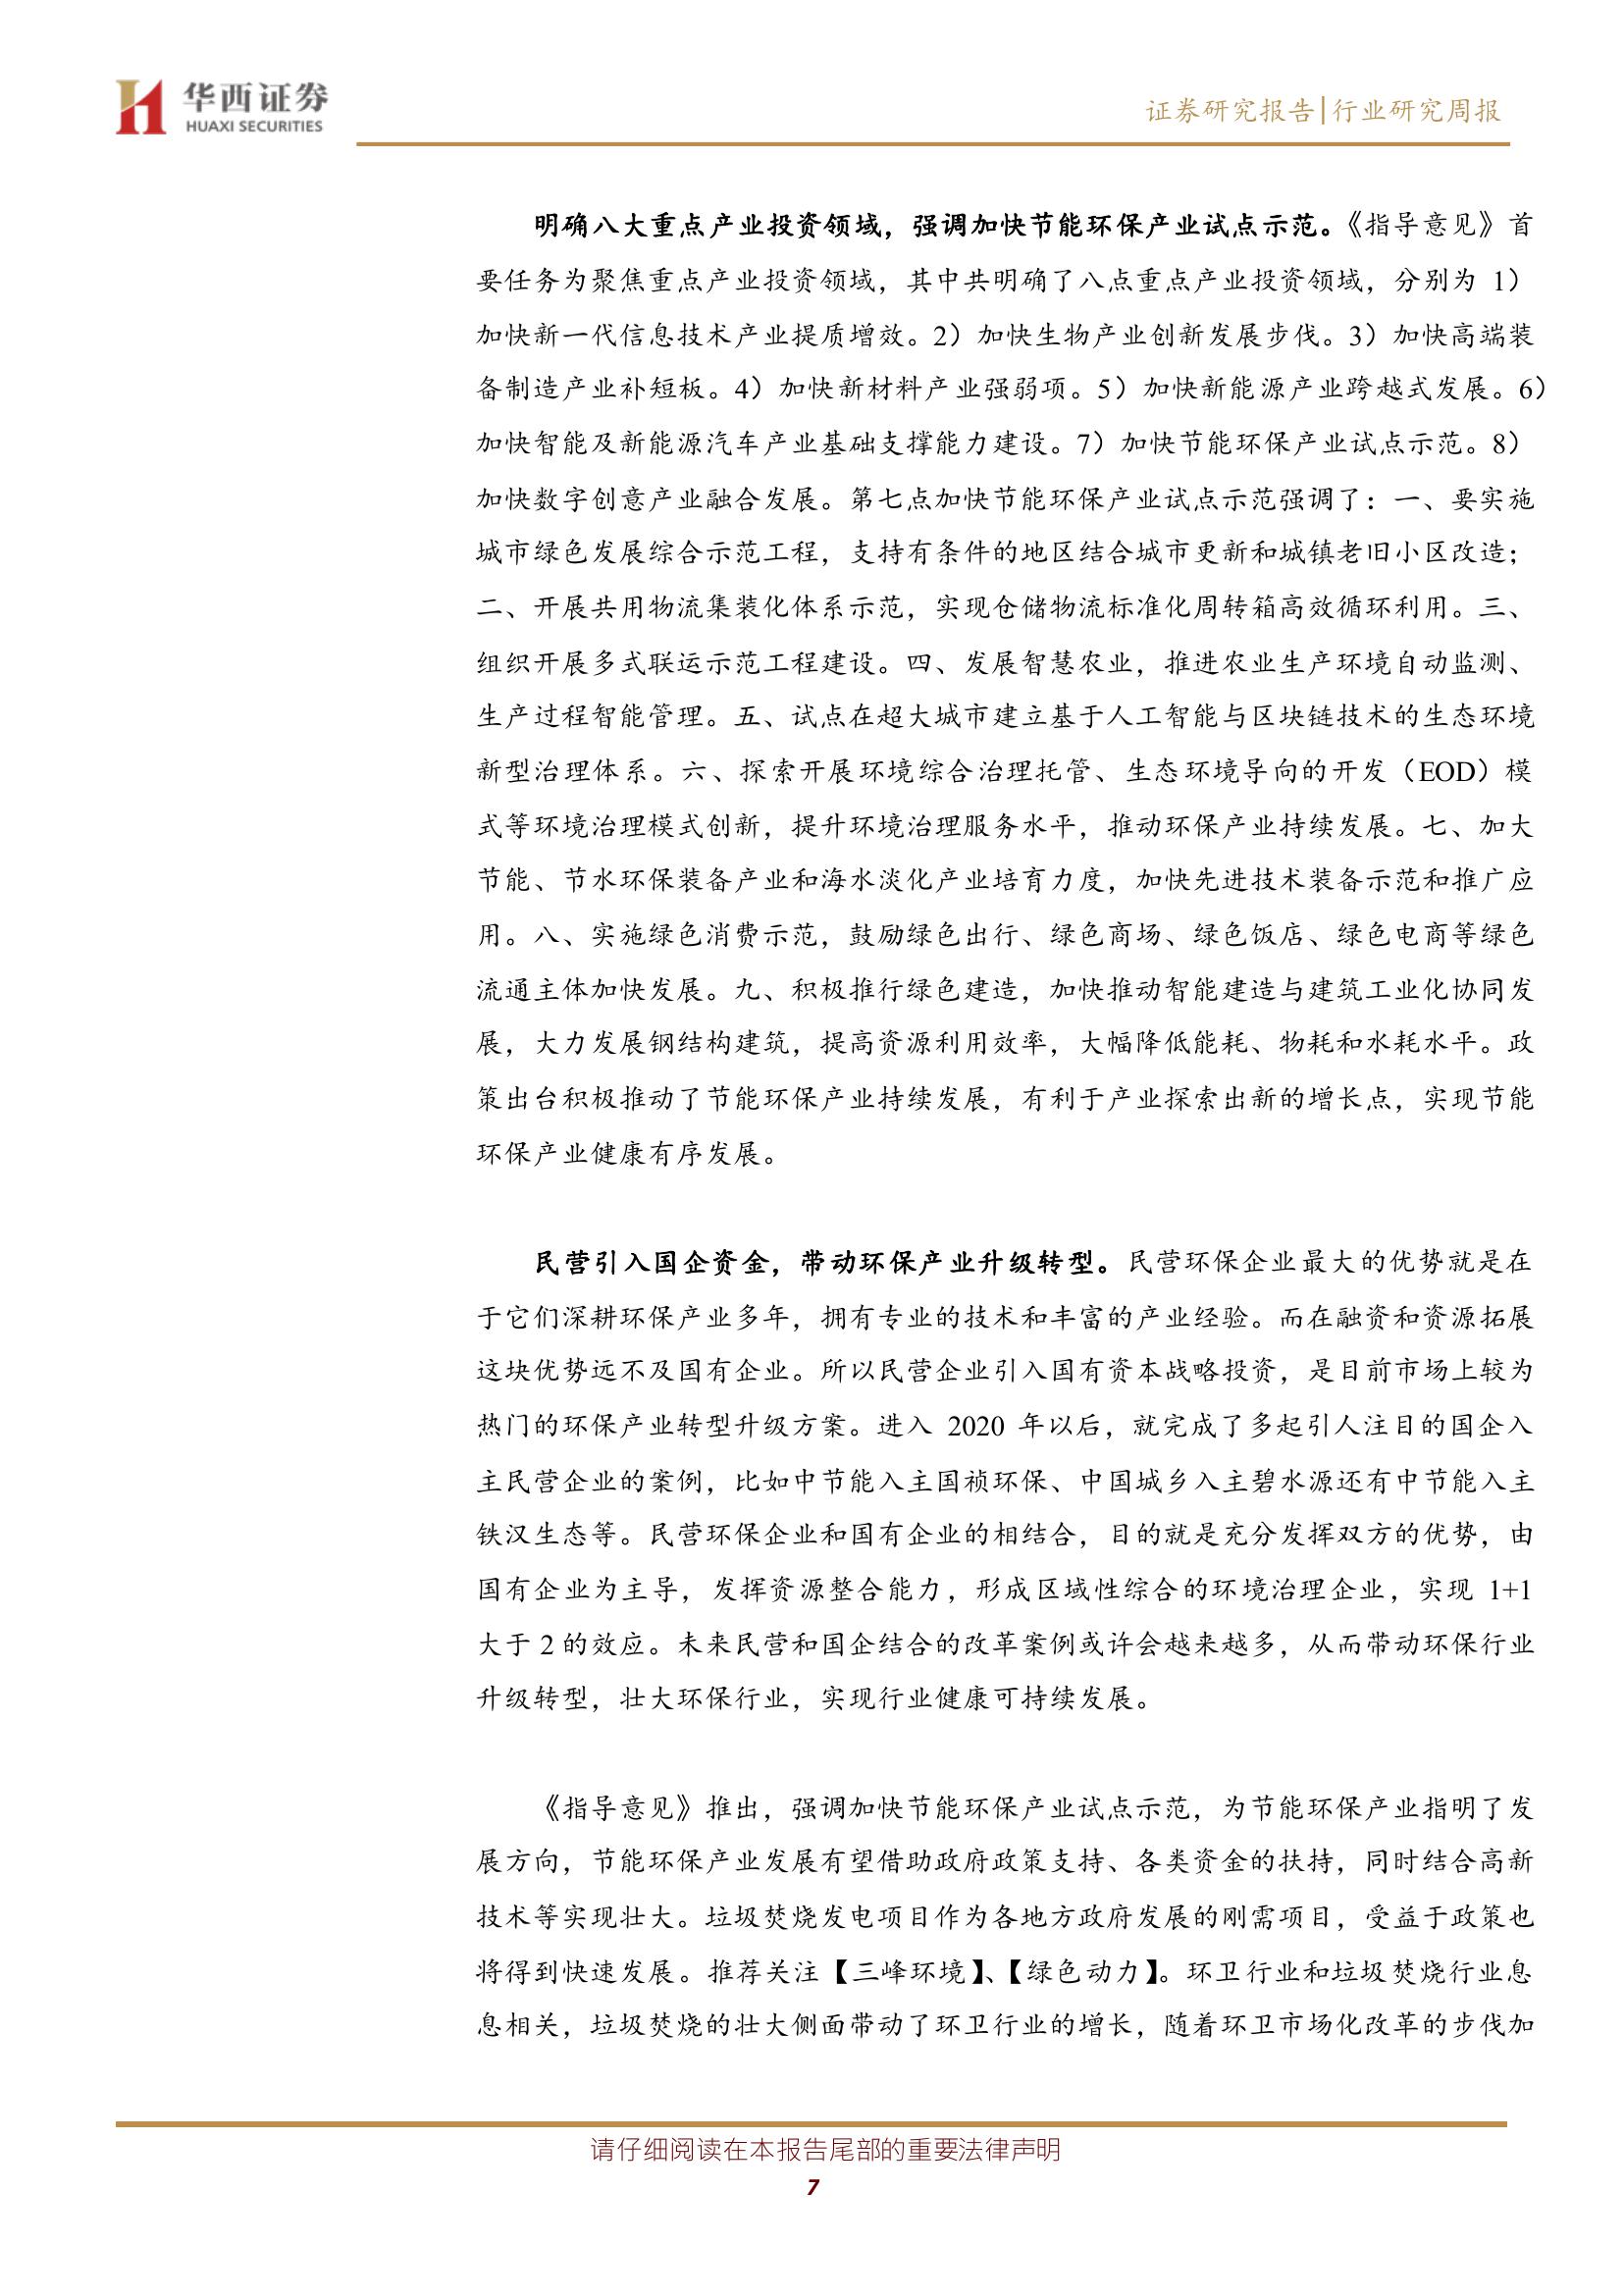 华西证券
HUAXI SECURITIES
证券研究报告|行业研究周报
明确八大重点产业投资领域，强调加快节能环保产业试点示范。《指导意见》首
要任务为聚焦重点产业投资领域，其中共明确了八点重点产业投资领域，分别为 1）
加快新一代信息技术产业提质增效。2）加快生物产业创新发展步伐。3）加快高端装
备制造产业补短板。4）加快新材料产业强弱项。5）加快新能源产业跨越式发展。6）
加快智能及新能源汽车产业基础支撑能力建设。7）加快节能环保产业试点示范。8）
加快数字创意产业融合发展。第七点加快节能环保产业试点示范强调了：一、要实施
城市绿色发展综合示范工程，支持有条件的地区结合城市更新和城镇老旧小区改造；
二、开展共用物流集装化体系示范，实现仓储物流标准化周转箱高效循环利用。三、
组织开展多式联运示范工程建设。四、发展智慧农业，推进农业生产环境自动监测、
生产过程智能管理。五、试点在超大城市建立基于人工智能与区块链技术的生态环境
新型治理体系。六、探索开展环境综合治理托管、生态环境导向的开发（EOD）模
式等环境治理模式创新，提升环境治理服务水平，推动环保产业持续发展。七、加大
节能、节水环保装备产业和海水淡化产业培育力度，加快先进技术装备示范和推广应
用。八、实施绿色消费示范，鼓励绿色出行、绿色商场、绿色饭店、绿色电商等绿色
流通主体加快发展。九、积极推行绿色建造，加快推动智能建造与建筑工业化协同发
展，大力发展钢结构建筑，提高资源利用效率，大幅降低能耗、物耗和水耗水平。政
策出台积极推动了节能环保产业持续发展，有利于产业探索出新的增长点，实现节能
环保产业健康有序发展。
民营引入国企资金，带动环保产业升级转型。民营环保企业最大的优势就是在
于它们深耕环保产业多年，拥有专业的技术和丰富的产业经验。而在融资和资源拓展
这块优势远不及国有企业。所以民营企业引入国有资本战略投资，是目前市场上较为
热门的环保产业转型升级方案。进入 2020 年以后，就完成了多起引人注目的国企入
主民营企业的案例，比如中节能入主国祯环保、中国城乡入主碧水源还有中节能入主
铁汉生态等。民营环保企业和国有企业的相结合，目的就是充分发挥双方的优势，由
国有企业为主导，发挥资源整合能力，形成区域性综合的环境治理企业，实现 1+1
大于 2 的效应。未来民营和国企结合的改革案例或许会越来越多，从而带动环保行业
升级转型，壮大环保行业，实现行业健康可持续发展。
《指导意见》推出，强调加快节能环保产业试点示范，为节能环保产业指明了发
展方向，节能环保产业发展有望借助政府政策支持、各类资金的扶持，同时结合高新
技术等实现壮大。垃圾焚烧发电项目作为各地方政府发展的刚需项目，受益于政策也
将得到快速发展。推荐关注【三峰环境】、【绿色动力】。环卫行业和垃圾焚烧行业息
息相关，垃圾焚烧的壮大侧面带动了环卫行业的增长，随着环卫市场化改革的步伐加
请仔细阅读在本报告尾部的重要法律声明
7